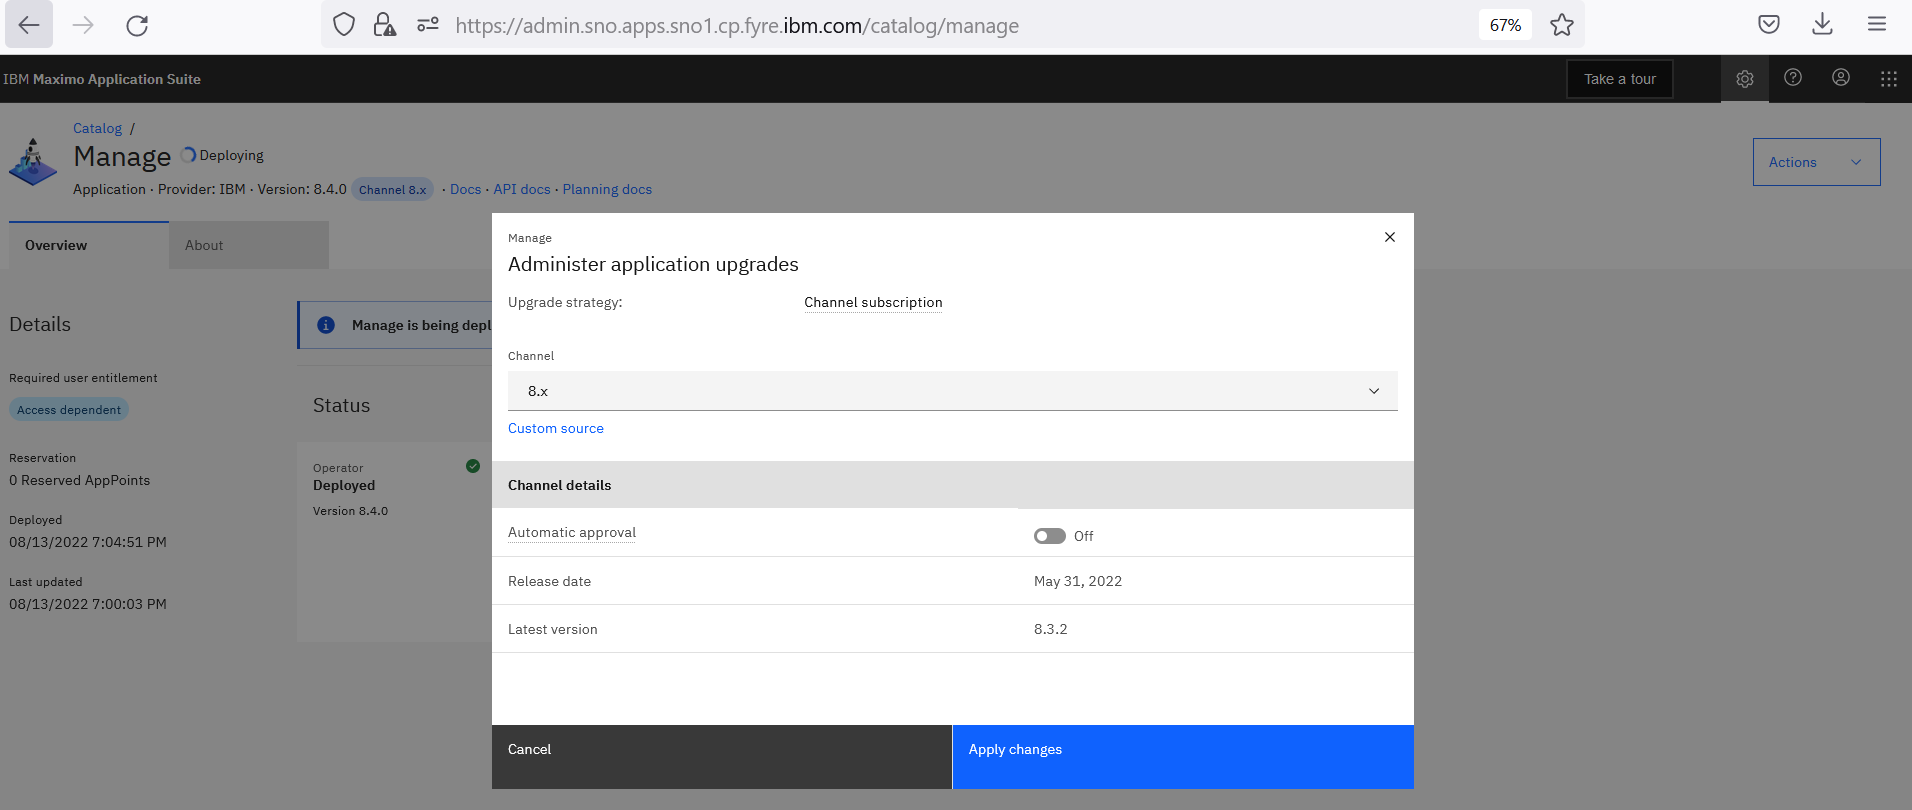 https://admin.sno.apps.sno1.cp.fyre.ibm.com/catalog/manage
67%
IBM Maximo Application Suite
Take a tour
Catalog /
Manage Deploying
Application · Provider: IBM · Version: 8.4.0 Channel 8.x · Docs · API docs · Planning docs
Actions
Overview
About
Details
Required user entitlement
Access dependent
Reservation
0 Reserved AppPoints
Deployed
08/13/2022 7:04:51 PM
Last updated
08/13/2022 7:00:03 PM
Manage is being depl
Status
Operator
Deployed
Version 8.4.0
Manage
Administer application upgrades
Upgrade strategy: Channel subscription
Channel
8.x
Custom source
Channel details
Automatic approval Off
Release date May 31, 2022
Latest version 8.3.2
Cancel
Apply changes